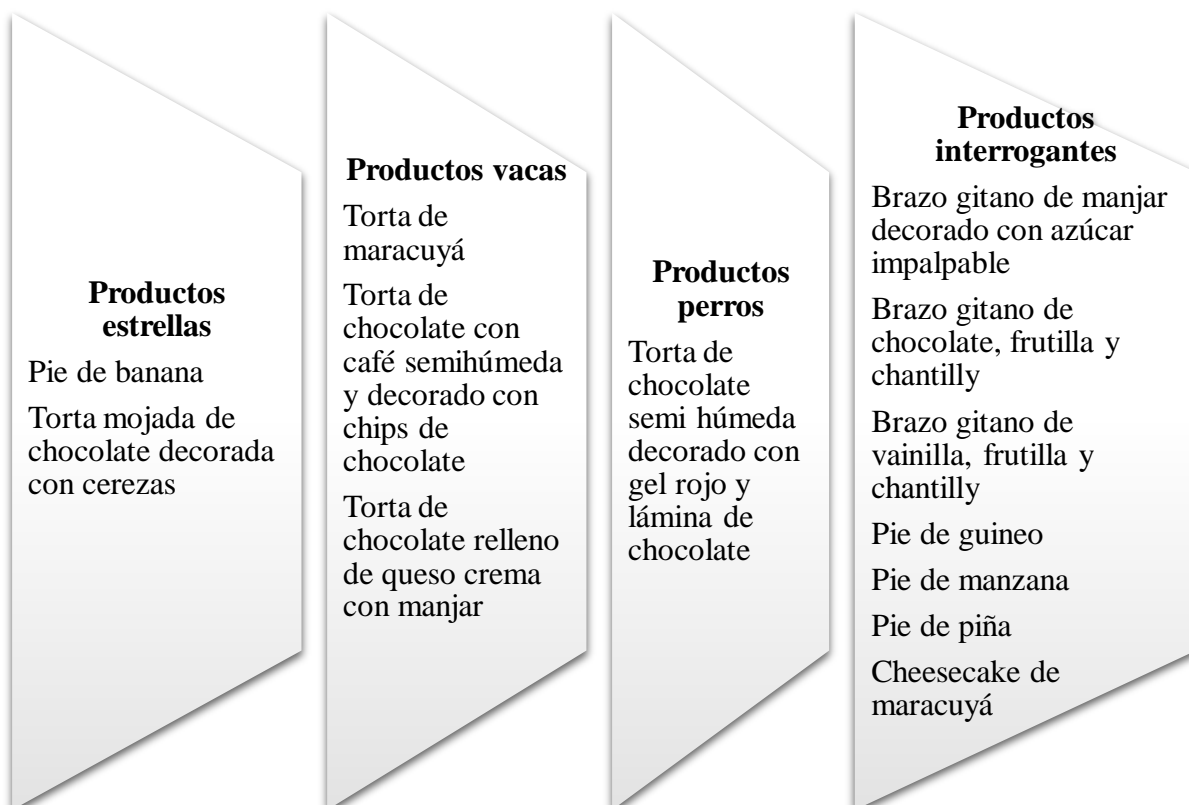 Productos
estrellas
Pie de banana
Torta mojada de
chocolate decorada
con cerezas
Productos vacas
Torta de
maracuyá
Torta de
chocolate con
café semihúmeda
y decorado con
chips de
chocolate
Torta de
chocolate relleno
de queso crema
con manjar
Productos
perros
Torta de
chocolate
semi húmeda
decorado con
gel rojo y
lámina de
chocolate
Productos
interrogantes
Brazo gitano de manjar
decorado con azúcar
impalpable
Brazo gitano de
chocolate, frutilla y
chantilly
Brazo gitano de
vainilla, frutilla y
chantilly
Pie de guineo
Pie de manzana
Pie de piña
Cheesecake de
maracuyá